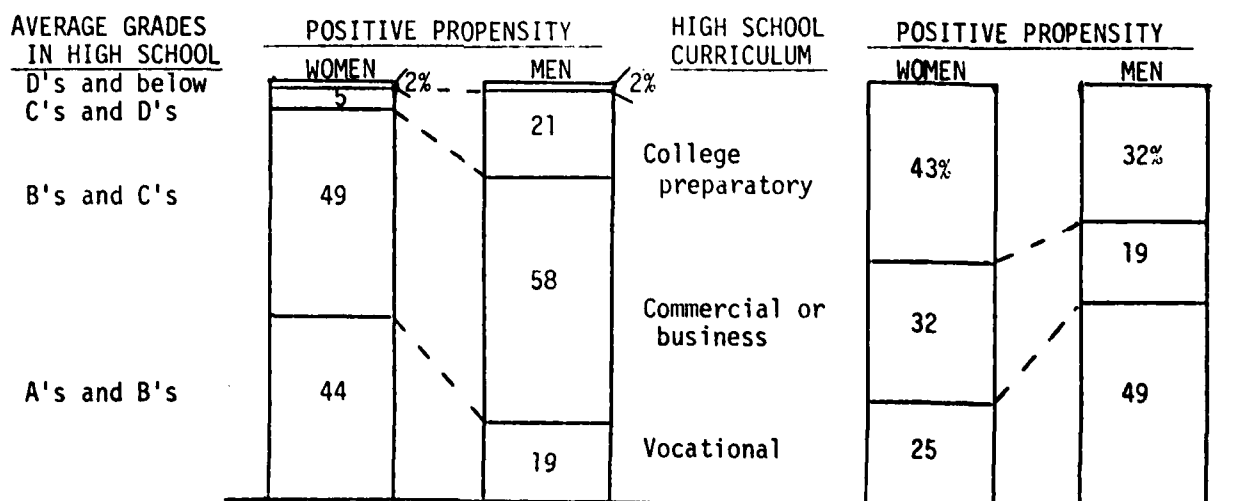 AVERAGE GRADES
IN HIGH SCHOOL
POSITIVE PROPENSITY
WOMEN MEN
D's and below 2% 2%
C's and D's 5 21
B's and C's 49 58
A's and B's 44 19
HIGH SCHOOL
CURRICULUM
POSITIVE PROPENSITY
WOMEN MEN
College
preparatory 43% 32%
Commercial or
business 32 19
Vocational 25 49